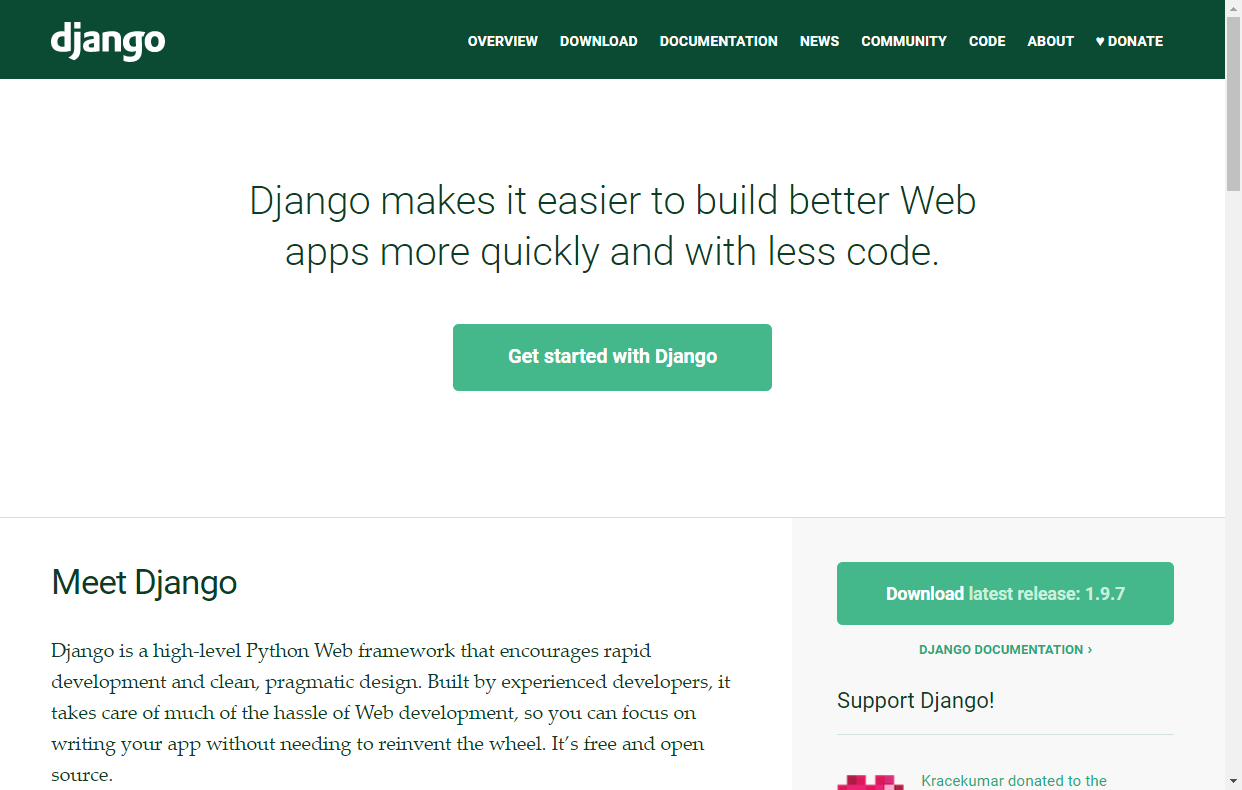 django
OVERVIEW DOWNLOAD DOCUMENTATION NEWS COMMUNITY CODE ABOUT ♥ DONATE
Django makes it easier to build better Web
apps more quickly and with less code.
Get started with Django
Meet Django
Django is a high-level Python Web framework that encourages rapid
development and clean, pragmatic design. Built by experienced developers, it
takes care of much of the hassle of Web development, so you can focus on
writing your app without needing to reinvent the wheel. It’s free and open
source.
Download latest release: 1.9.7
DJANGO DOCUMENTATION ›
Support Django!
Kracekumar donated to the